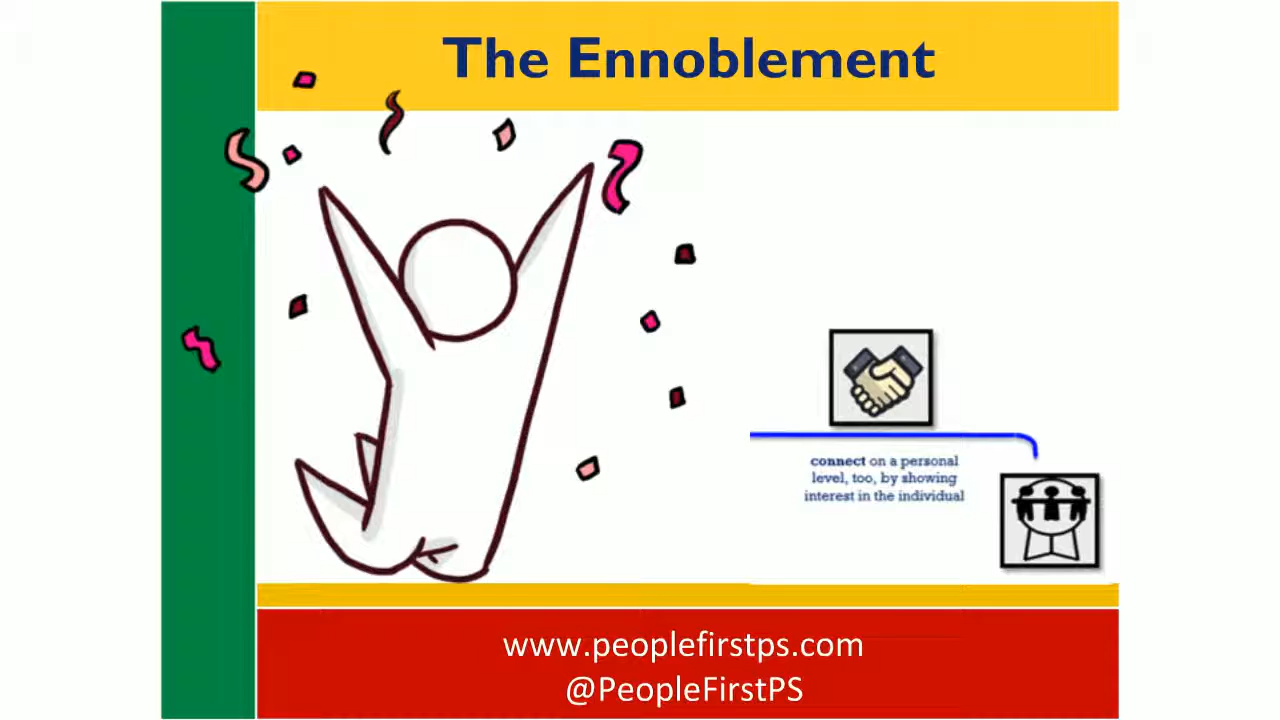 The Ennoblement
connect on a personal
level, too, by showing
interest in the individual
www.peoplefirstps.com
@PeopleFirstPS